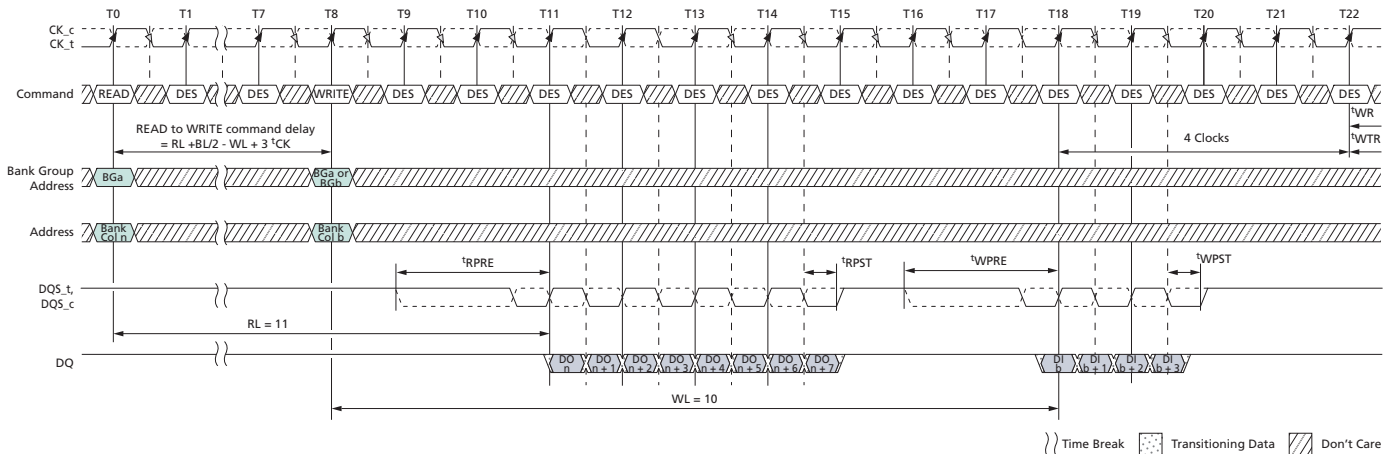 T0 T1 T7 T8 T9 T10 T11 T12 T13 T14 T15 T16 T17 T18 T19 T20 T21 T22
CK_c
CK_t
Command READ DES DES WRITE DES DES DES DES DES DES DES DES DES DES DES DES DES DES
READ to WRITE command delay
= RL +BL/2 - WL + 3 tCK
4 Clocks
tWR
tWTR
Bank Group
Address
BGa
BGa or
BGb
Address
Bank
Col n
Bank
Col b
tRPRE tRPST tWPRE tWPST
DQS_t,
DQS_c
RL = 11
DQ
DO
n
DO
n + 1
DO
n + 2
DO
n + 3
DO
n + 4
DO
n + 5
DO
n + 6
DO
n + 7
DI
b
DI
b + 1
DI
b + 2
DI
b + 3
WL = 10
Time Break Transitioning Data Don't Care